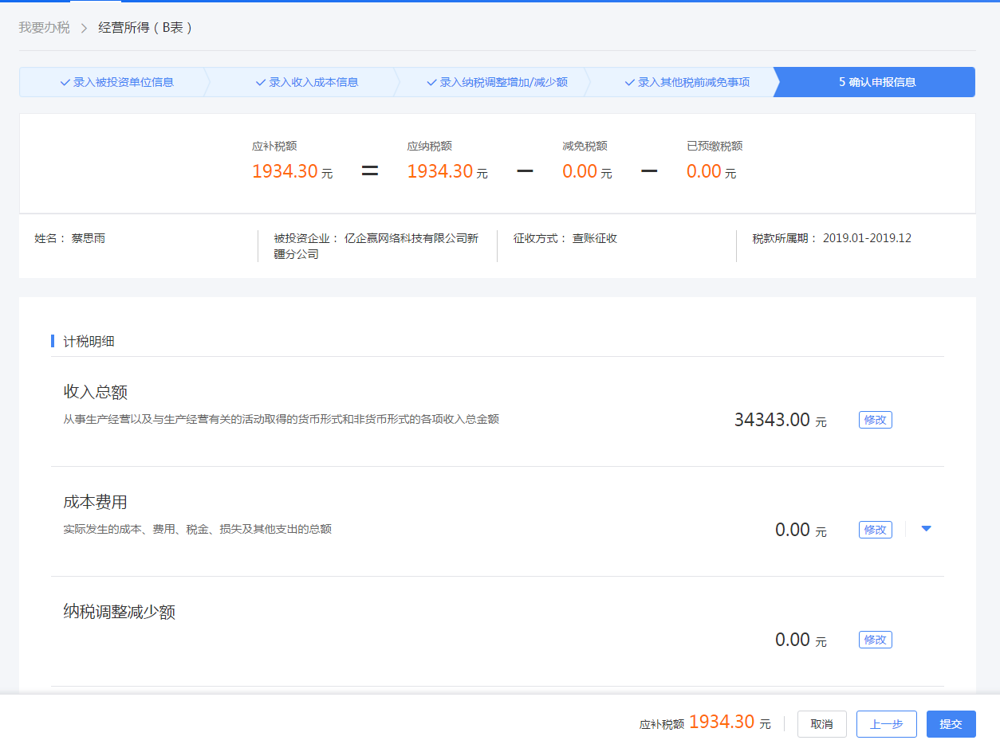 我要办税 > 经营所得（B表）
录入被投资单位信息 录入收入成本信息 录入纳税调整增加/减少额 录入其他税前减免事项 5 确认申报信息
应补税额 应纳税额 减免税额 已预缴税额
1934.30 元 = 1934.30 元 − 0.00 元 − 0.00 元
姓名： 蔡思雨 被投资企业： 亿企赢网络科技有限公司新 征收方式： 查账征收 税款所属期： 2019.01-2019.12
疆分公司
计税明细
收入总额
从事生产经营以及与生产经营有关的活动取得的货币形式和非货币形式的各项收入总金额 34343.00 元 修改
成本费用
实际发生的成本、费用、税金、损失及其他支出的总额 0.00 元 修改
纳税调整减少额
0.00 元 修改
应补税额 1934.30 元 取消 上一步 提交